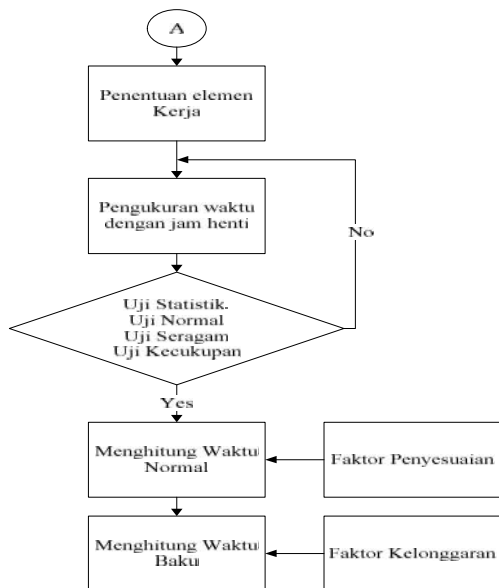 A
Penentuan elemen
Kerja
Pengukuran waktu
dengan jam henti
No
Uji Statistik.
Uji Normal
Uji Seragam
Uji Kecukupan
Yes
Menghitung Waktu
Normal
Faktor Penyesuaian
Menghitung Waktu
Baku
Faktor Kelonggaran